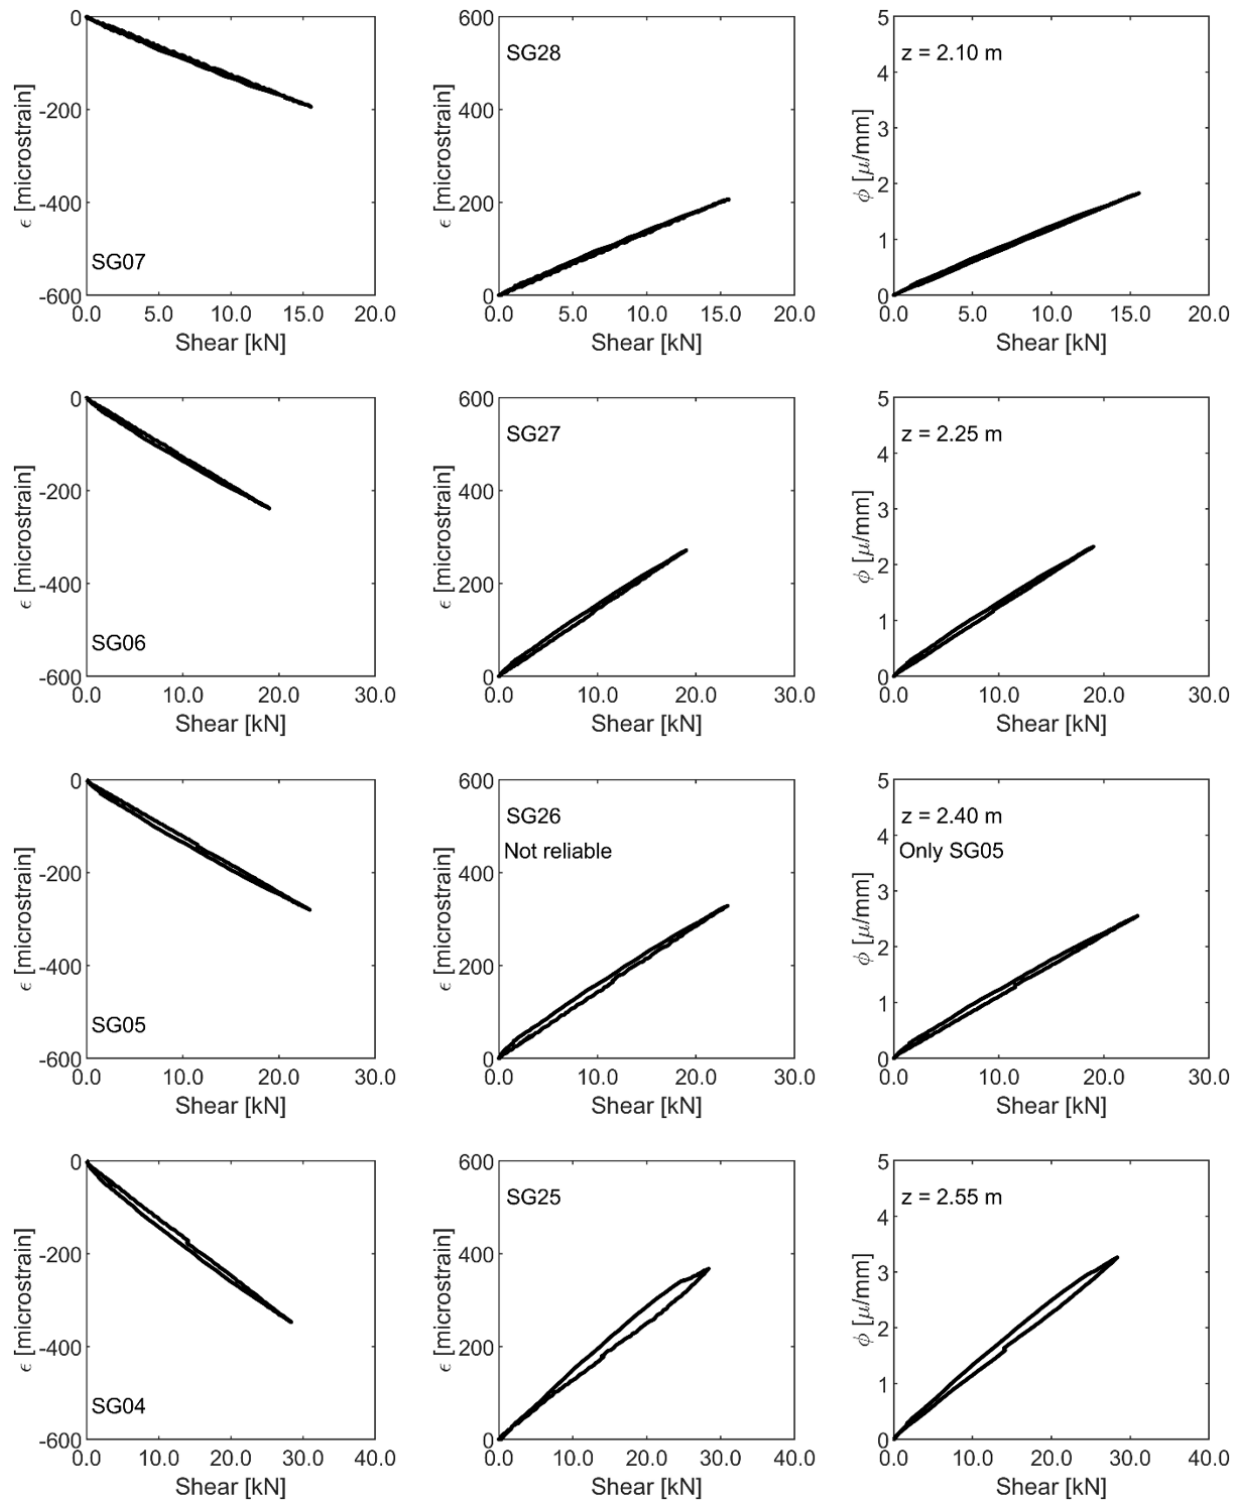 0
-200
-400
-600
ϵ [microstrain]
SG07
0.0 5.0 10.0 15.0 20.0
Shear [kN]
600
400
200
0
ϵ [microstrain]
SG28
0.0 5.0 10.0 15.0 20.0
Shear [kN]
5
4
3
2
1
0
ϕ [μ/mm]
z = 2.10 m
0.0 5.0 10.0 15.0 20.0
Shear [kN]
0
-200
-400
-600
ϵ [microstrain]
SG06
0.0 10.0 20.0 30.0
Shear [kN]
600
400
200
0
ϵ [microstrain]
SG27
0.0 10.0 20.0 30.0
Shear [kN]
5
4
3
2
1
0
ϕ [μ/mm]
z = 2.25 m
0.0 10.0 20.0 30.0
Shear [kN]
0
-200
-400
-600
ϵ [microstrain]
SG05
0.0 10.0 20.0 30.0
Shear [kN]
600
400
200
0
ϵ [microstrain]
SG26
Not reliable
0.0 10.0 20.0 30.0
Shear [kN]
5
4
3
2
1
0
ϕ [μ/mm]
z = 2.40 m
Only SG05
0.0 10.0 20.0 30.0
Shear [kN]
0
-200
-400
-600
ϵ [microstrain]
SG04
0.0 10.0 20.0 30.0 40.0
Shear [kN]
600
400
200
0
ϵ [microstrain]
SG25
0.0 10.0 20.0 30.0 40.0
Shear [kN]
5
4
3
2
1
0
ϕ [μ/mm]
z = 2.55 m
0.0 10.0 20.0 30.0 40.0
Shear [kN]